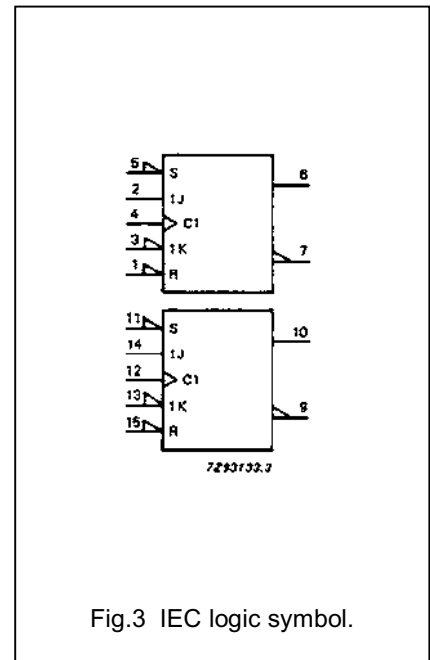 5 S 6
2 1J
4 C1
3 1K 7
1 R
11 S 10
14 1J
12 C1
13 1K 9
15 R
7293133.3
Fig.3 IEC logic symbol.